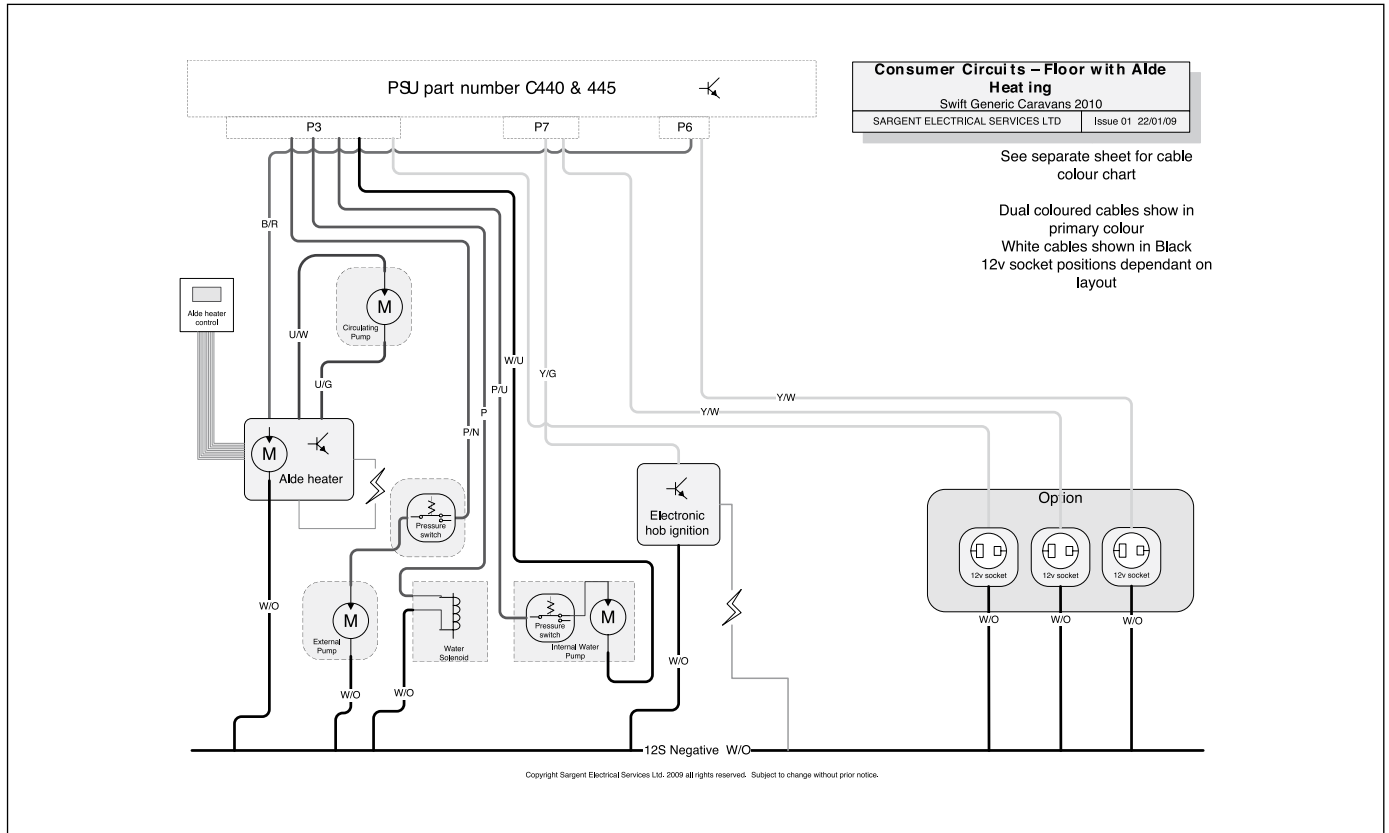 PSU part number C440 & 445
P3
P7
P6
Consumer Circuits – Floor with Alde
Heating
Swift Generic Caravans 2010
SARGENT ELECTRICAL SERVICES LTD
Issue 01 22/01/09
See separate sheet for cable
colour chart
Dual coloured cables show in
primary colour
White cables shown in Black
12v socket positions dependant on
layout
B/R
Alde heater
control
M
Circulating
Pump
U/W
U/G
W/U
Y/G
P/U
P
P/N
Y/W
Y/W
M
Alde heater
Pressure
switch
Electronic
hob ignition
Option
12v socket
12v socket
12v socket
W/O
M
External
Pump
Water
Solenoid
Pressure
switch
M
Internal Water
Pump
W/O
W/O
W/O
W/O
W/O
W/O
12S Negative W/O
Copyright Sargent Electrical Services Ltd. 2009 all rights reserved. Subject to change without prior notice.